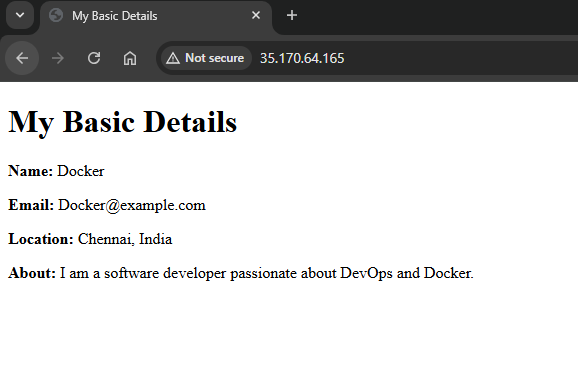 My Basic Details
Not secure 35.170.64.165
My Basic Details
Name: Docker
Email: Docker@example.com
Location: Chennai, India
About: I am a software developer passionate about DevOps and Docker.